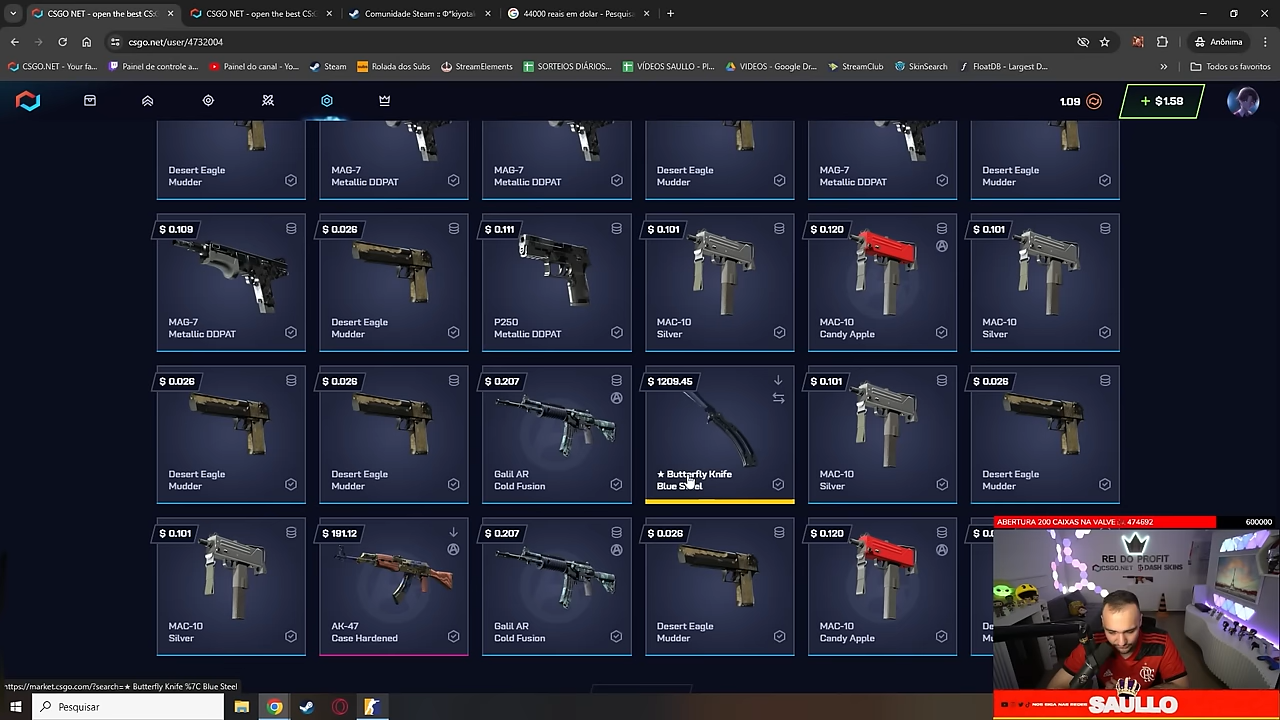 CSGO NET - open the best CS:
CSGO NET - open the best CS:G
Comunidade Steam :: Φ*kiyotak
44000 reais em dolar - Pesquis
csgo.net/user/4732004
Anônima
CSGO.NET - Your fa...
Painel de controle a...
Painel do canal - Yo...
Steam
Rolada dos Subs
StreamElements
SORTEIOS DIÁRIOS...
VÍDEOS SAULLO - P...
VIDEOS - Google Dr...
StreamClub
SkinSearch
FloatDB - Largest D...
Todos os favoritos
1.09
+ $1.58
Desert Eagle
Mudder
MAG-7
Metallic DDPAT
MAG-7
Metallic DDPAT
Desert Eagle
Mudder
MAG-7
Metallic DDPAT
Desert Eagle
Mudder
$ 0.109
MAG-7
Metallic DDPAT
$ 0.026
Desert Eagle
Mudder
$ 0.111
P250
Metallic DDPAT
$ 0.101
MAC-10
Silver
$ 0.120
MAC-10
Candy Apple
$ 0.101
MAC-10
Silver
$ 0.026
Desert Eagle
Mudder
$ 0.026
Desert Eagle
Mudder
$ 0.207
Galil AR
Cold Fusion
$ 1209.45
★ Butterfly Knife
Blue Steel
$ 0.101
MAC-10
Silver
$ 0.026
Desert Eagle
Mudder
$ 0.101
MAC-10
Silver
$ 191.12
AK-47
Case Hardened
$ 0.207
Galil AR
Cold Fusion
$ 0.026
Desert Eagle
Mudder
$ 0.120
MAC-10
Candy Apple
ABERTURA 200 CAIXAS NA VALVE
474692
600000
REI DO PROFIT
CSGO.NET
DASH SKINS
NOS SIGA NAS REDES
SAULLO
https://market.csgo.com/?search=★ Butterfly Knife %7C Blue Steel
Pesquisar